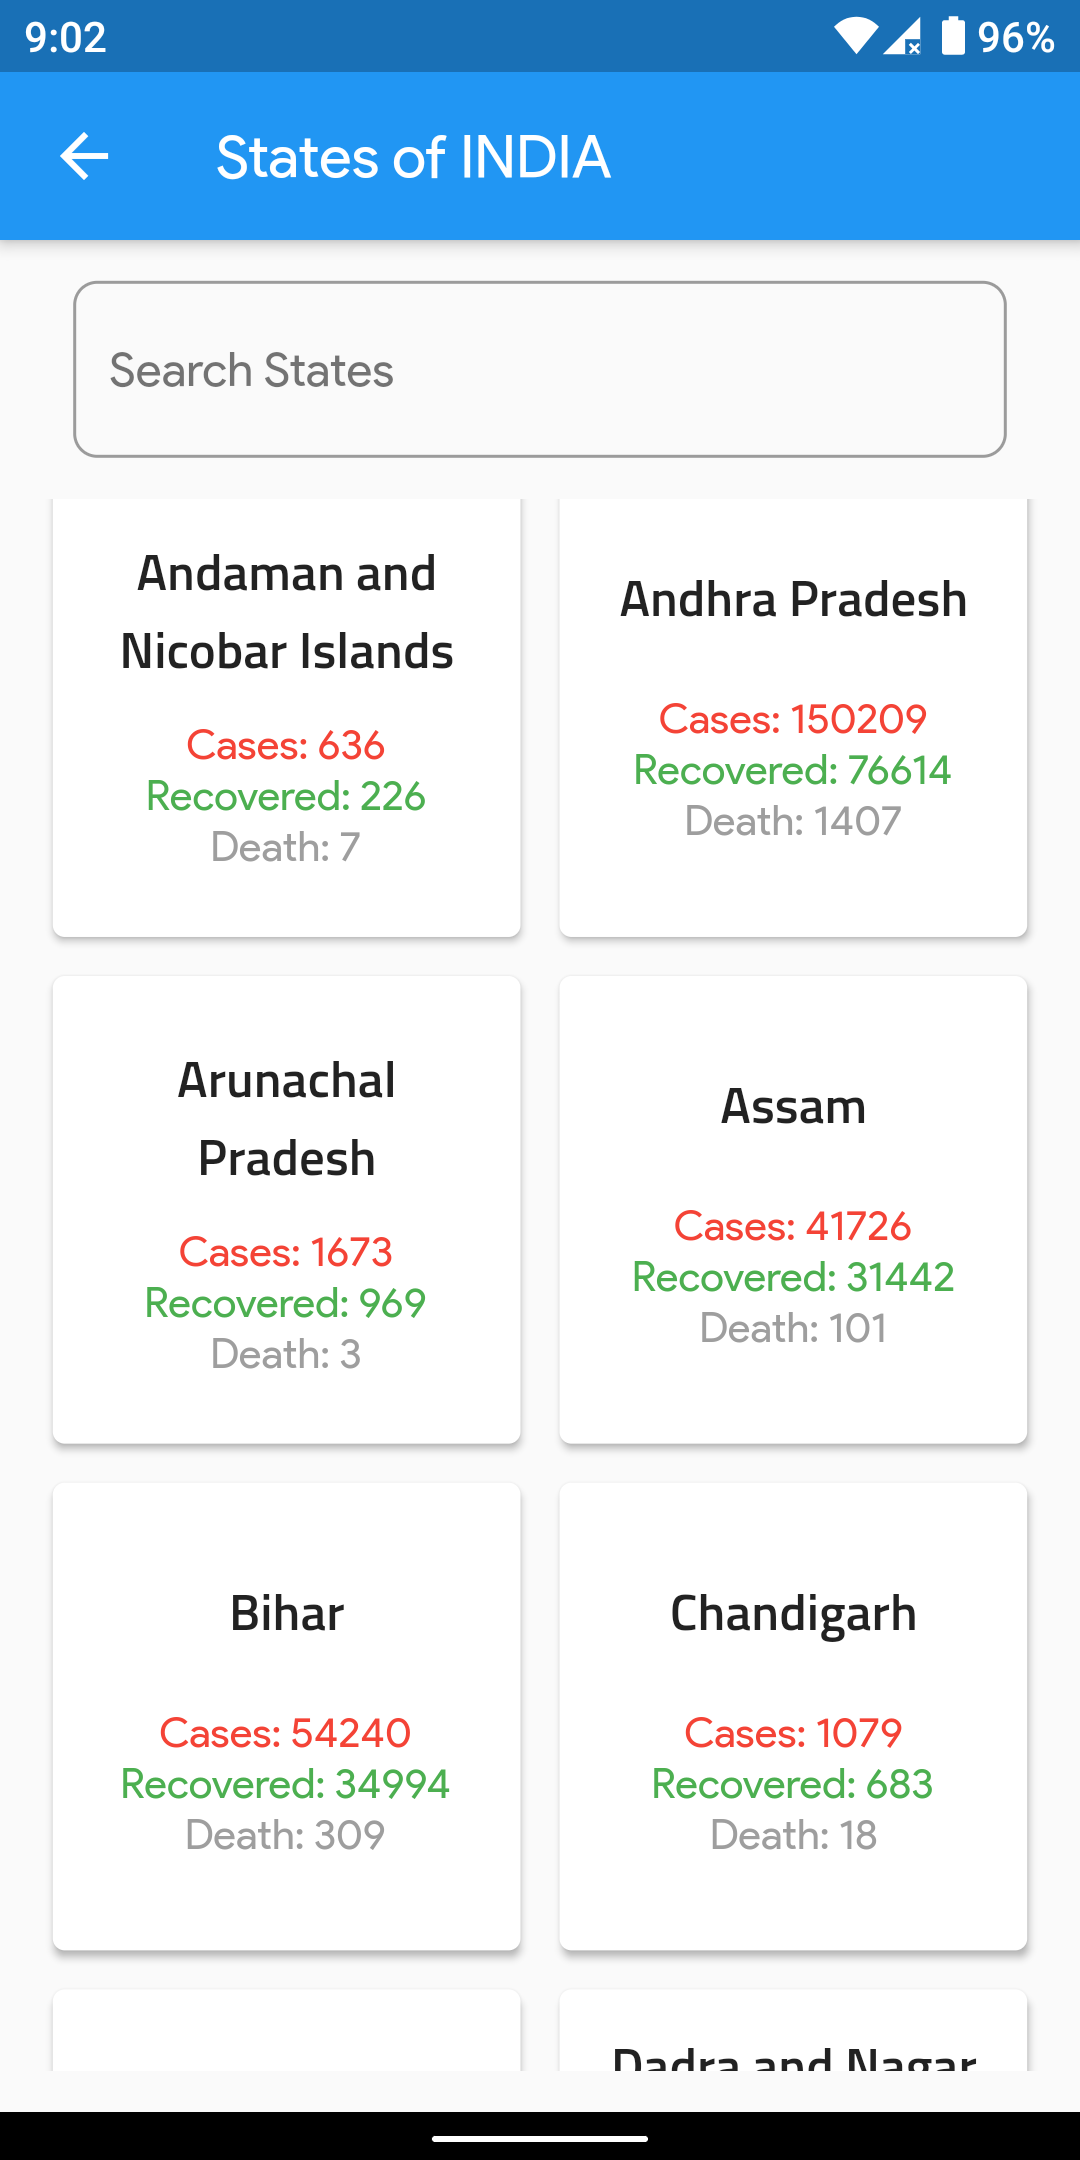 9:02
96%
States of INDIA
Search States
Andaman and
Nicobar Islands
Cases: 636
Recovered: 226
Death: 7
Andhra Pradesh
Cases: 150209
Recovered: 76614
Death: 1407
Arunachal
Pradesh
Cases: 1673
Recovered: 969
Death: 3
Assam
Cases: 41726
Recovered: 31442
Death: 101
Bihar
Cases: 54240
Recovered: 34994
Death: 309
Chandigarh
Cases: 1079
Recovered: 683
Death: 18
Dadra and Nagar